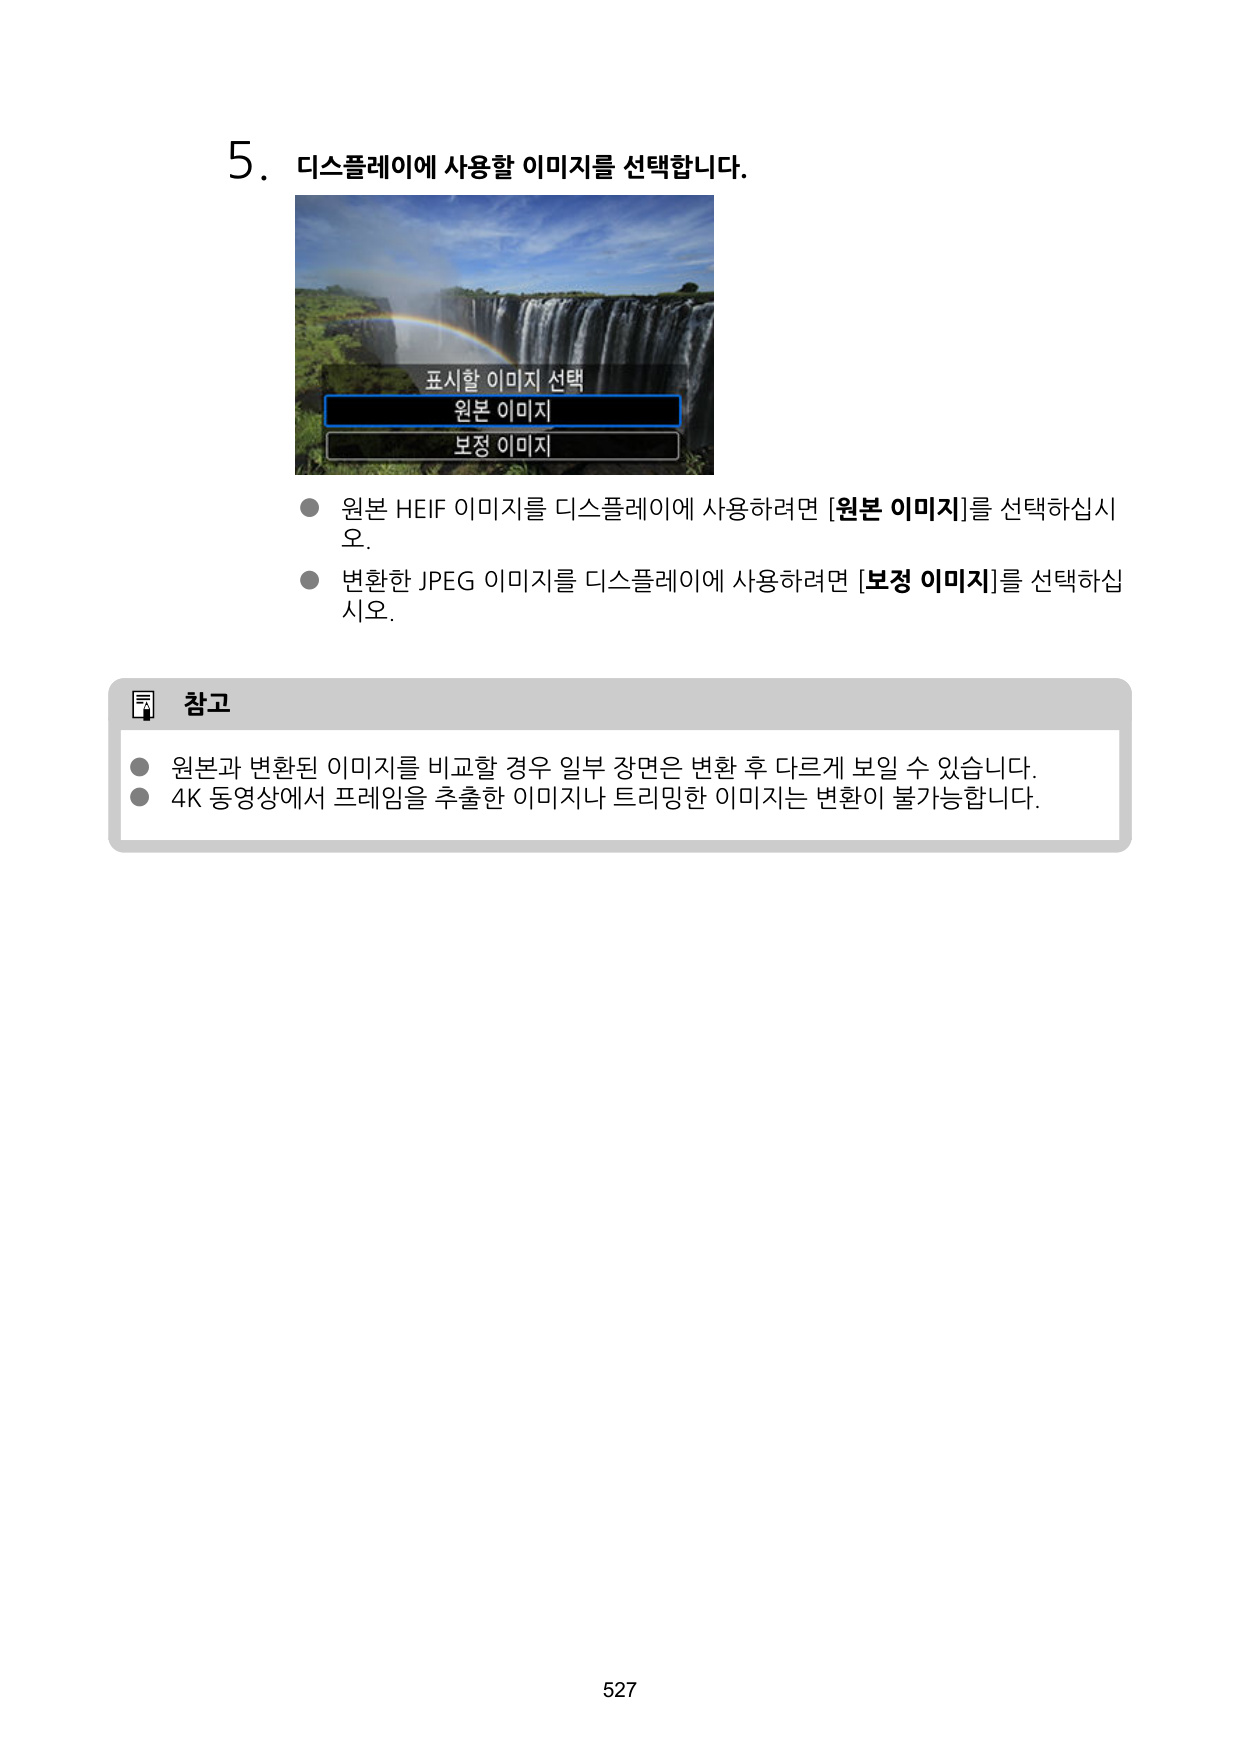 5. 디스플레이에 사용할 이미지를 선택합니다.
표시할 이미지 선택
원본 이미지
보정 이미지
● 원본 HEIF 이미지를 디스플레이에 사용하려면 [원본 이미지]를 선택하십시
오.
● 변환한 JPEG 이미지를 디스플레이에 사용하려면 [보정 이미지]를 선택하십
시오.
참고
● 원본과 변환된 이미지를 비교할 경우 일부 장면은 변환 후 다르게 보일 수 있습니다.
● 4K 동영상에서 프레임을 추출한 이미지나 트리밍한 이미지는 변환이 불가능합니다.
527